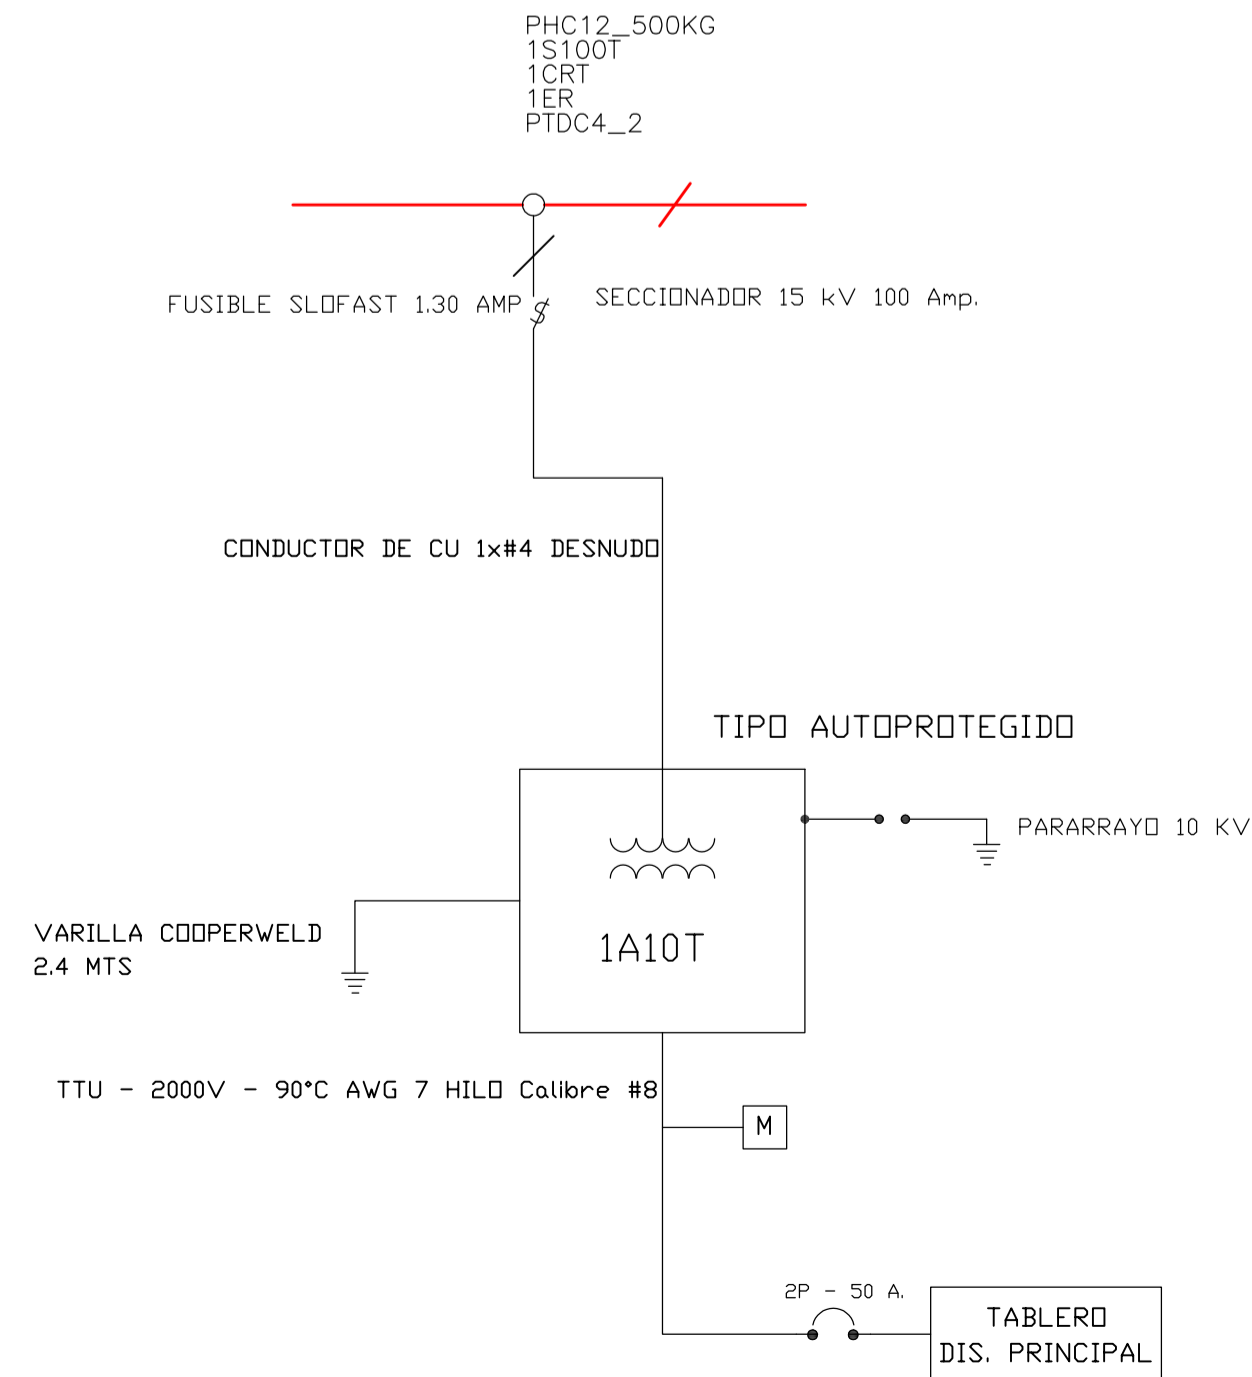 PHC12_500KG
1S100T
1CRT
1ER
PTDC4_2
FUSIBLE SLOFAST 1.30 AMP
SECCIONADOR 15 kV 100 Amp.
CONDUCTOR DE CU 1x#4 DESNUDO
TIPO AUTOPROTEGIDO
PARARRAYO 10 KV
1A10T
VARILLA COOPERWELD
2.4 MTS
TTU - 2000V - 90°C AWG 7 HILO Calibre #8
M
2P - 50 A.
TABLERO
DIS. PRINCIPAL